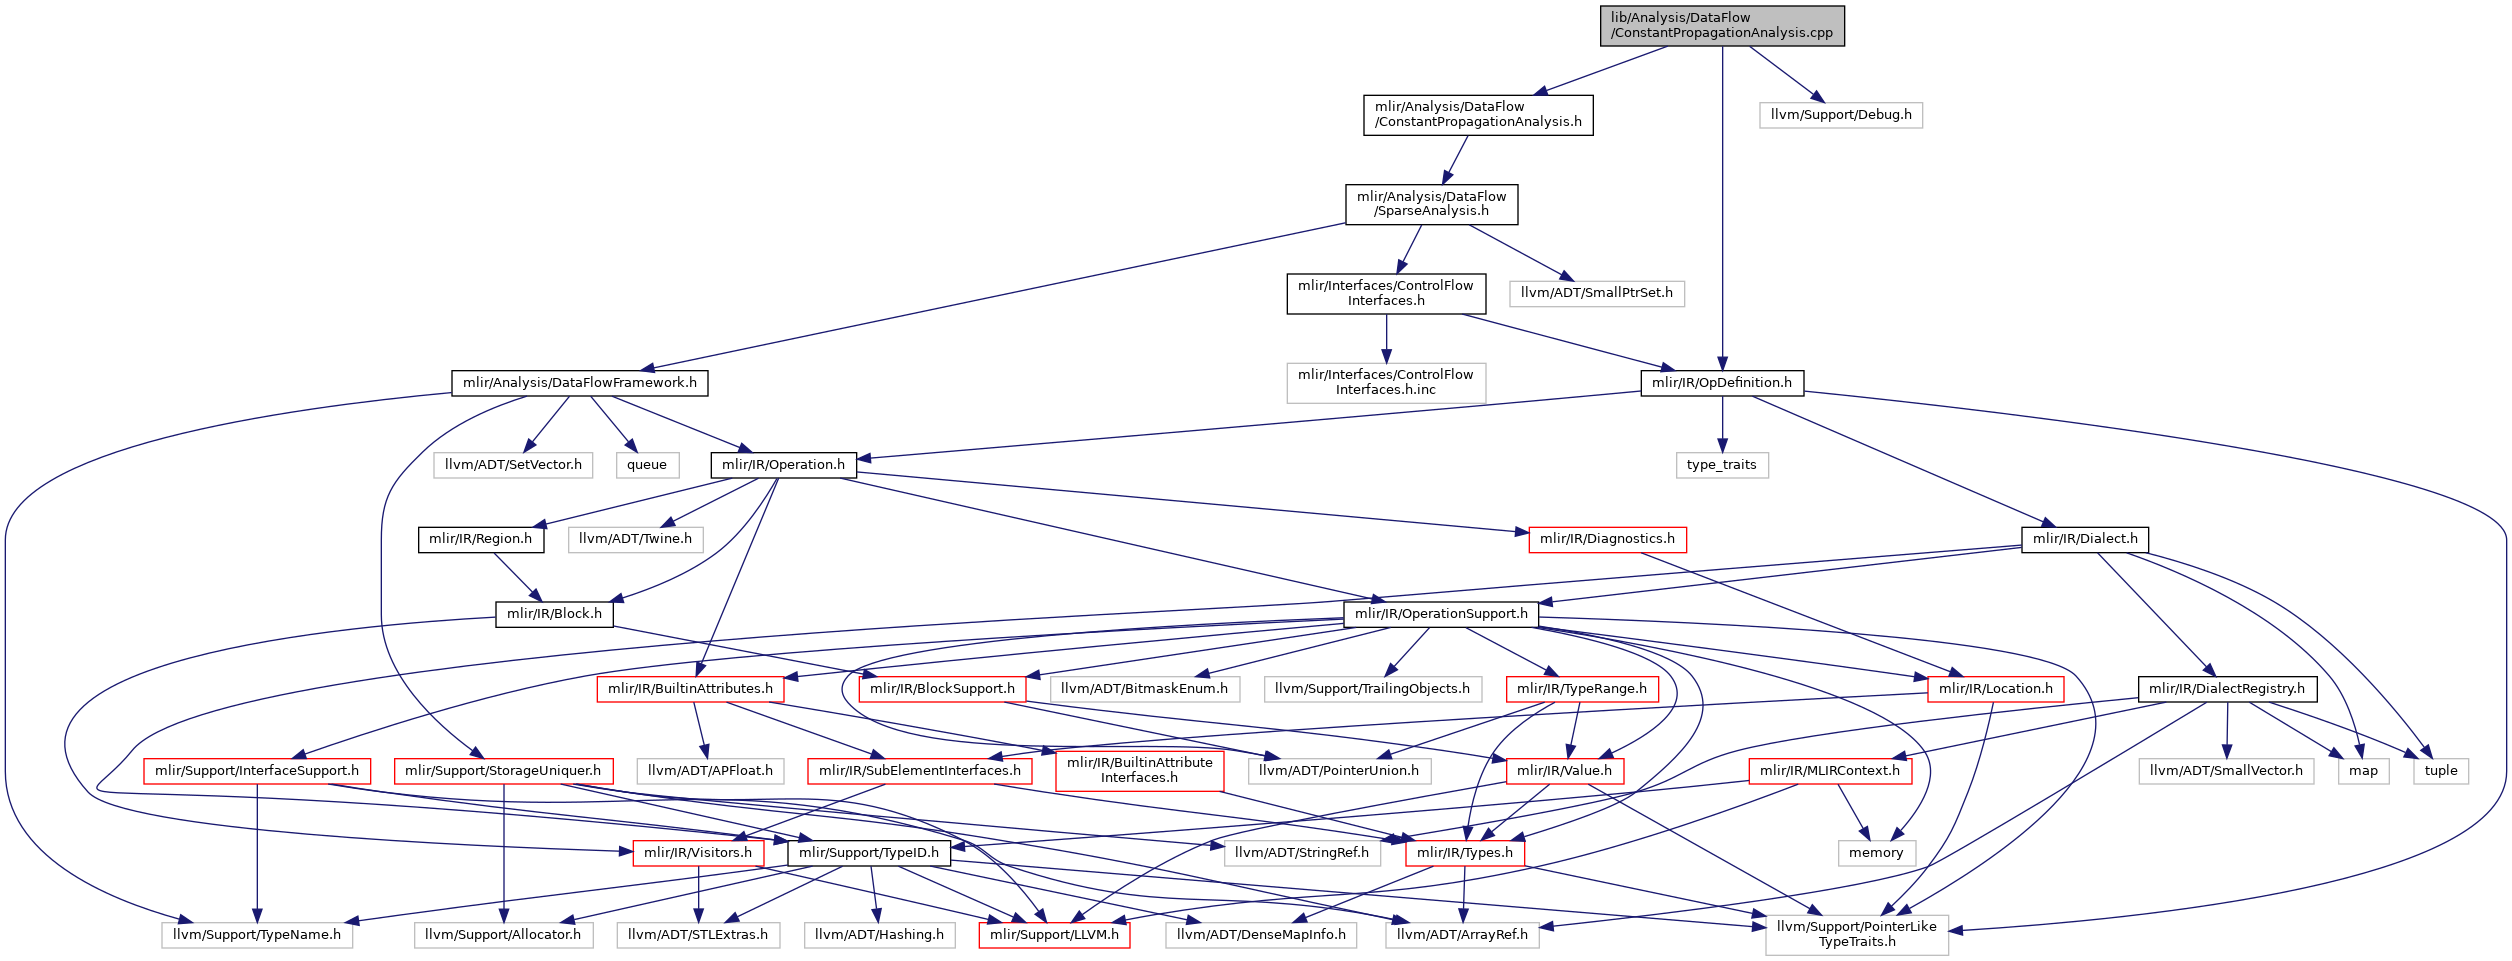 lib/Analysis/DataFlow
/ConstantPropagationAnalysis.cpp
mlir/Analysis/DataFlow
/ConstantPropagationAnalysis.h
llvm/Support/Debug.h
mlir/Analysis/DataFlow
/SparseAnalysis.h
mlir/Interfaces/ControlFlow
Interfaces.h
llvm/ADT/SmallPtrSet.h
mlir/Analysis/DataFlowFramework.h
mlir/Interfaces/ControlFlow
Interfaces.h.inc
mlir/IR/OpDefinition.h
llvm/ADT/SetVector.h
queue
mlir/IR/Operation.h
type_traits
mlir/IR/Region.h
llvm/ADT/Twine.h
mlir/IR/Diagnostics.h
mlir/IR/Dialect.h
mlir/IR/Block.h
mlir/IR/OperationSupport.h
mlir/IR/BuiltinAttributes.h
mlir/IR/BlockSupport.h
llvm/ADT/BitmaskEnum.h
llvm/Support/TrailingObjects.h
mlir/IR/TypeRange.h
mlir/IR/Location.h
mlir/IR/DialectRegistry.h
mlir/Support/InterfaceSupport.h
mlir/Support/StorageUniquer.h
llvm/ADT/APFloat.h
mlir/IR/SubElementInterfaces.h
mlir/IR/BuiltinAttribute
Interfaces.h
llvm/ADT/PointerUnion.h
mlir/IR/Value.h
mlir/IR/MLIRContext.h
llvm/ADT/SmallVector.h
map
tuple
mlir/IR/Visitors.h
mlir/Support/TypeID.h
llvm/ADT/StringRef.h
mlir/IR/Types.h
memory
llvm/Support/TypeName.h
llvm/Support/Allocator.h
llvm/ADT/STLExtras.h
llvm/ADT/Hashing.h
mlir/Support/LLVM.h
llvm/ADT/DenseMapInfo.h
llvm/ADT/ArrayRef.h
llvm/Support/PointerLike
TypeTraits.h